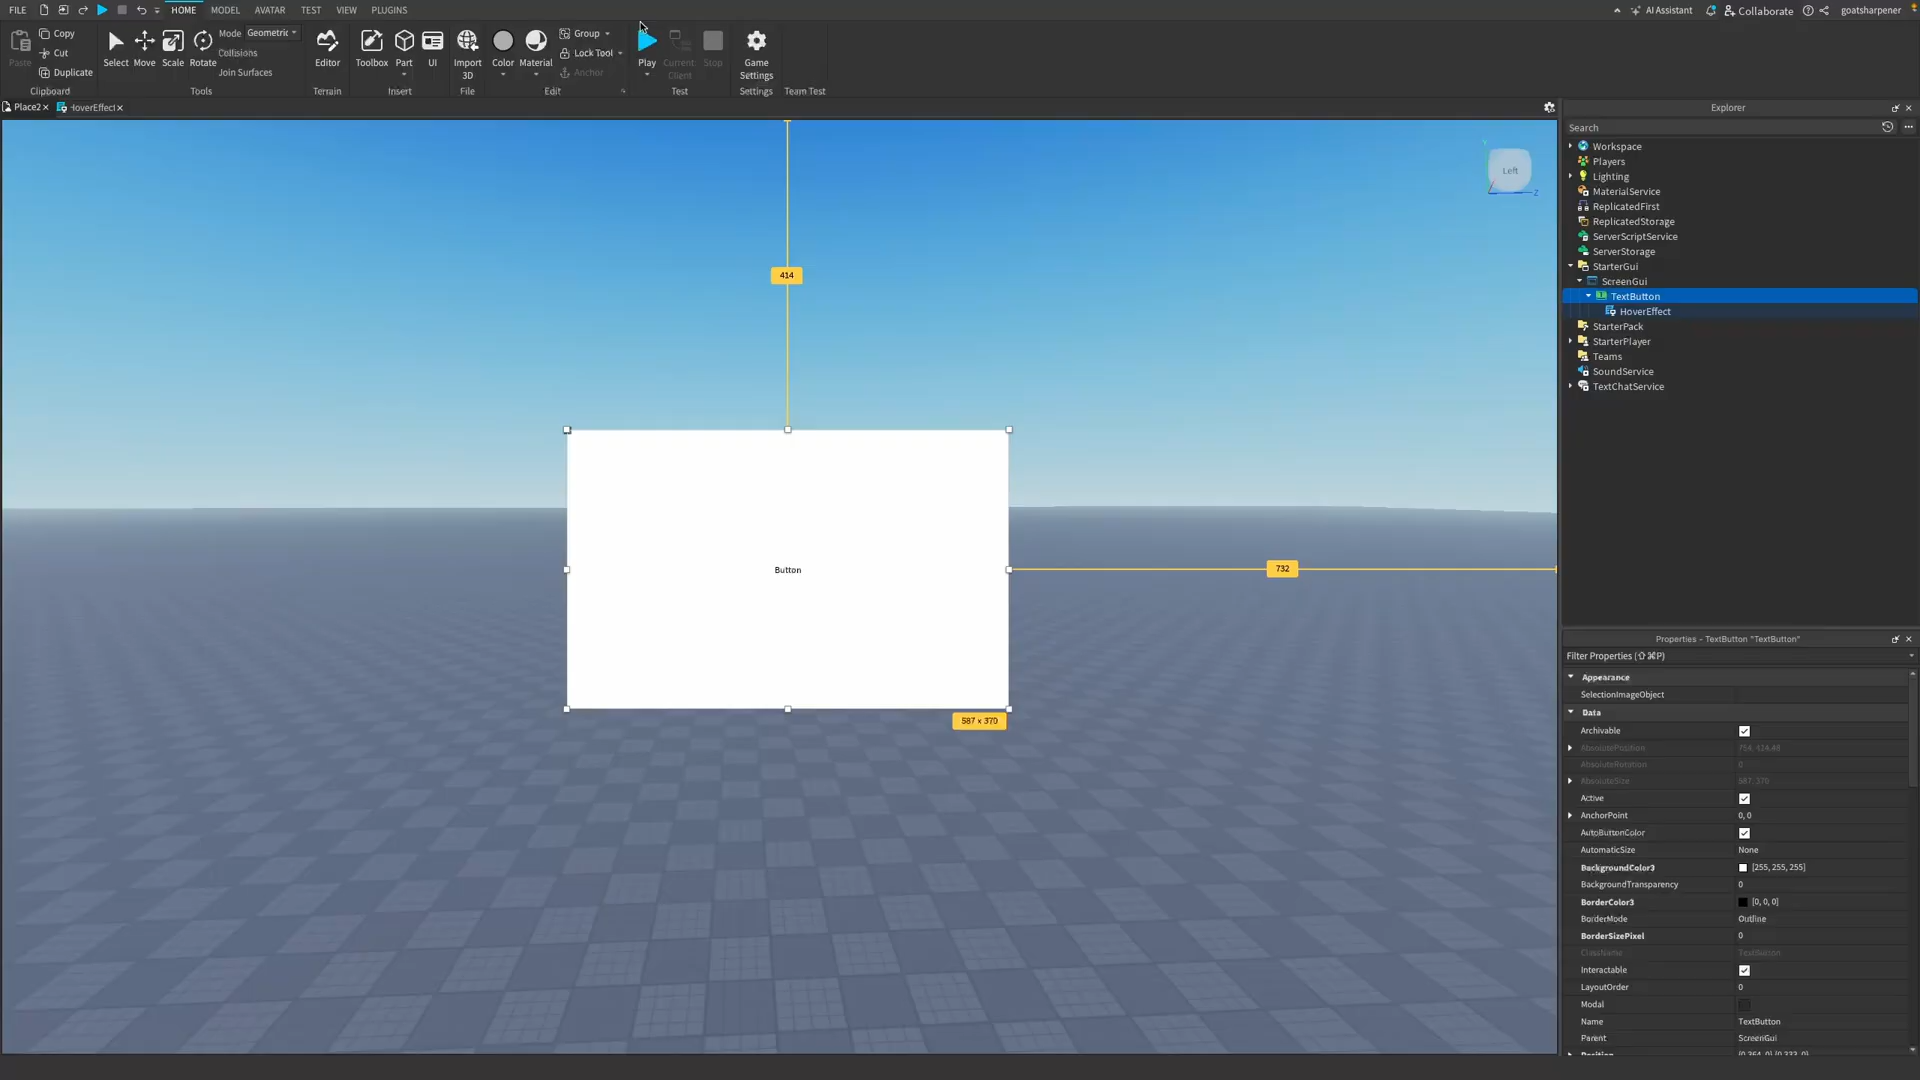 FILE HOME MODEL AVATAR TEST VIEW PLUGINS AI Assistant Collaborate goatsharpener
Paste Copy Cut Duplicate Clipboard
Select Move Scale Rotate Mode Geometric Collisions Join Surfaces Tools
Editor Terrain
Toolbox Part UI Insert
Import 3D File
Color Material Group Lock Tool Anchor Edit
Play Current Client Stop Test
Game Settings Settings
Team Test
Place2 HoverEffect
Left
Z
414
Button
732
587 x 370
Explorer
Search
Workspace
Players
Lighting
MaterialService
ReplicatedFirst
ReplicatedStorage
ServerScriptService
ServerStorage
StarterGui
ScreenGui
TextButton
HoverEffect
StarterPack
StarterPlayer
Teams
SoundService
TextChatService
Properties - TextButton "TextButton"
Filter Properties (⇧⌘P)
Appearance
SelectionImageObject
Data
Archivable
AbsolutePosition
AbsoluteRotation 0
AbsoluteSize 587, 370
Active
AnchorPoint 0, 0
AutoButtonColor
AutomaticSize None
BackgroundColor3 [255, 255, 255]
BackgroundTransparency 0
BorderColor3 [0, 0, 0]
BorderMode Outline
BorderSizePixel 0
ClassName TextButton
Interactable
LayoutOrder 0
Modal
Name TextButton
Parent ScreenGui
Position